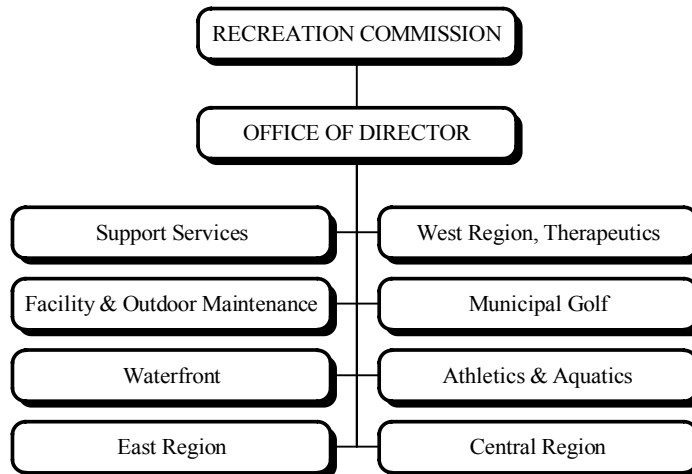 RECREATION COMMISSION
OFFICE OF DIRECTOR
Support Services
West Region, Therapeutics
Facility & Outdoor Maintenance
Municipal Golf
Waterfront
Athletics & Aquatics
East Region
Central Region